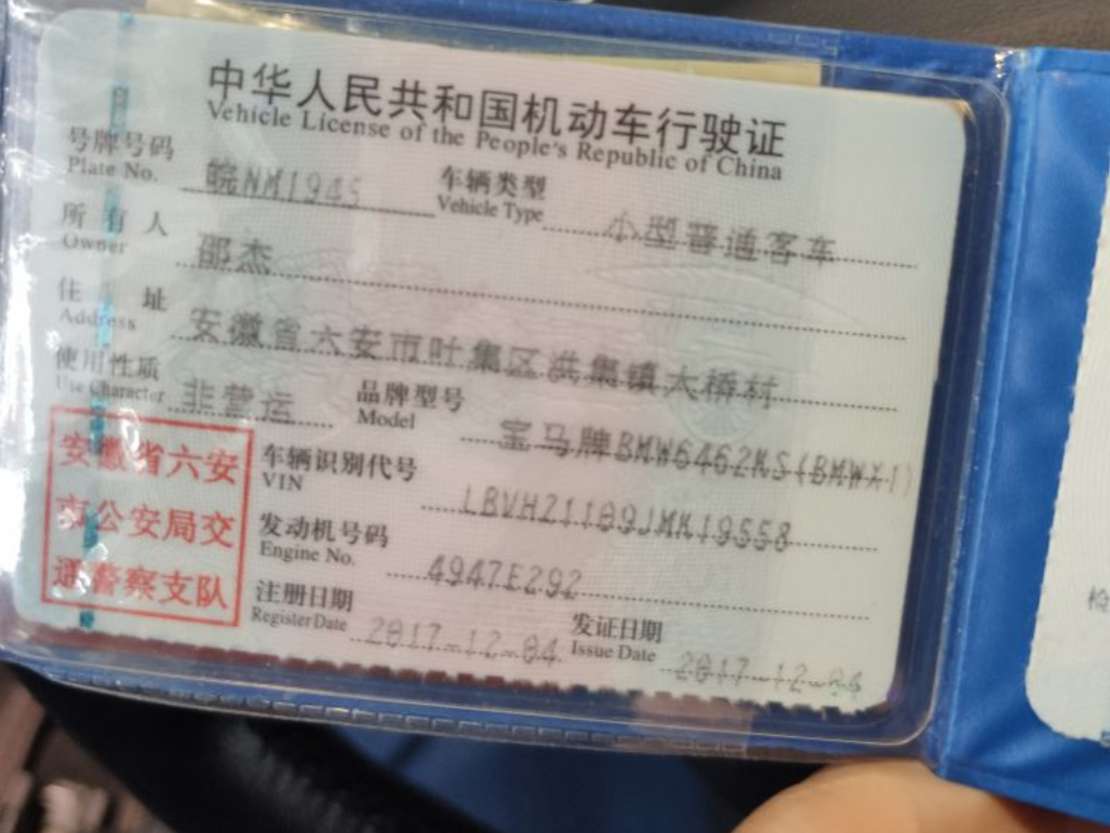 中华人民共和国机动车行驶证
Vehicle License of the People's Republic of China
号牌号码 皖NM1945 车辆类型 小型普通客车
Plate No. Vehicle Type
所有人 邵杰
Owner
住址 安徽省六安市叶集区洪集镇大桥村
Address
使用性质 非营运 品牌型号 宝马牌BMW6462KS(BMWX1)
Use Character Model
安徽省六安
市公安局交
通警察支队
车辆识别代号 LBVHZ1109JMK19558
VIN
发动机号码 4947E292
Engine No.
注册日期 2017-12-04 发证日期 2017-12-04
Register Date Issue Date
检